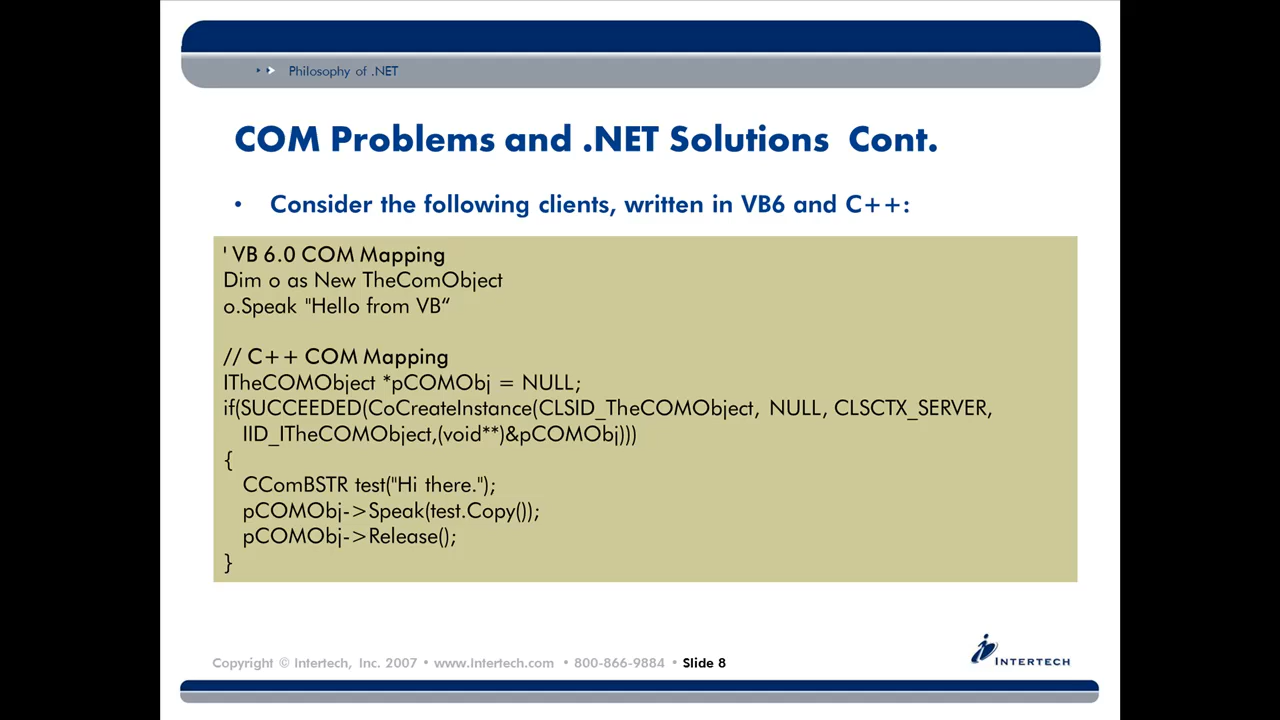 Philosophy of .NET
COM Problems and .NET Solutions  Cont.
• Consider the following clients, written in VB6 and C++:
' VB 6.0 COM Mapping
Dim o as New TheComObject
o.Speak "Hello from VB“
// C++ COM Mapping
ITheCOMObject *pCOMObj = NULL;
if(SUCCEEDED(CoCreateInstance(CLSID_TheCOMObject, NULL, CLSCTX_SERVER,
IID_ITheCOMObject,(void**)&pCOMObj)))
{
CComBSTR test("Hi there.");
pCOMObj->Speak(test.Copy());
pCOMObj->Release();
}
Copyright © Intertech, Inc. 2007 • www.Intertech.com • 800-866-9884 • Slide 8
INTERTECH